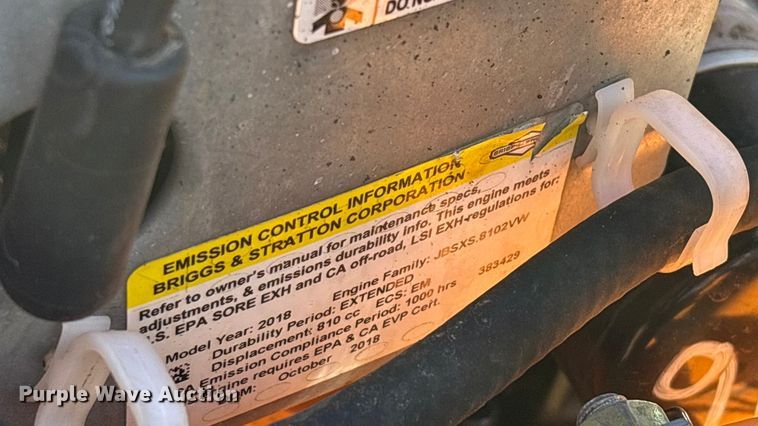 DO NO
EMISSION CONTROL INFORMATION
BRIGGS & STRATTON CORPORATION
Refer to owner's manual for maintenance specs,
adjustments, & emissions durability info. This engine meets
U.S. EPA SORE EXH and CA off-road, LSI EXH-regulations for:
Model Year: 2018 Engine Family: JBSXS.8102VW
Durability Period: EXTENDED 383429
Displacement: 810 cc ECS: EM
Emission Compliance Period: 1000 hrs
Engine requires EPA & CA EVP Cert.
DOM: October 2018
Purple Wave Auction